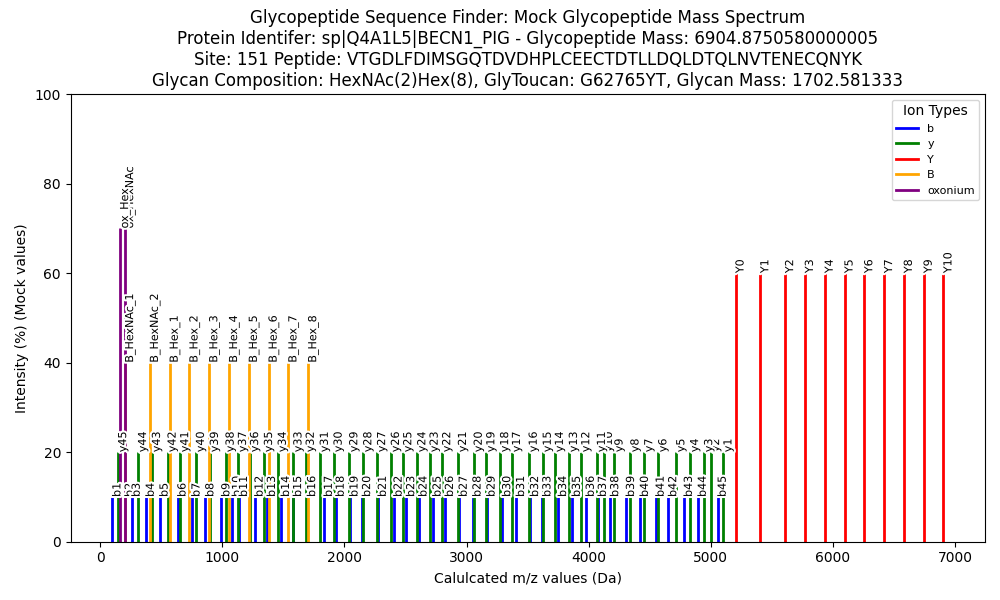 Glycopeptide Sequence Finder: Mock Glycopeptide Mass Spectrum
Protein Identifer: sp|Q4A1L5|BECN1_PIG - Glycopeptide Mass: 6904.8750580000005
Site: 151 Peptide: VTGDLFDIMSGQTDVDHPLCEECTDTLLDQLDTQLNVTENECQNYK
Glycan Composition: HexNAc(2)Hex(8), GlyToucan: G62765YT, Glycan Mass: 1702.581333
Intensity (%) (Mock values)
100
80
60
40
20
0
Ion Types
b
y
Y
B
oxonium
ox_Hex
ox_HexNAc
Y0 Y1 Y2 Y3 Y4 Y5 Y6 Y7 Y8 Y9 Y10
B_HexNAc_1 B_HexNAc_2 B_Hex_1 B_Hex_2 B_Hex_3 B_Hex_4 B_Hex_5 B_Hex_6 B_Hex_7 B_Hex_8
y45 y44 y43 y42 y41 y40 y39 y38 y37 y36 y35 y34 y33 y32 y31 y30 y29 y28 y27 y26 y25 y24 y23 y22 y21 y20 y19 y18 y17 y16 y15 y14 y13 y12 y11 y10 y9 y8 y7 y6 y5 y4 y3 y2 y1
b1 b2 b3 b4 b5 b6 b7 b8 b9 b10 b11 b12 b13 b14 b15 b16 b17 b18 b19 b20 b21 b22 b23 b24 b25 b26 b27 b28 b29 b30 b31 b32 b33 b34 b35 b36 b37 b38 b39 b40 b41 b42 b43 b44 b45
0 1000 2000 3000 4000 5000 6000 7000
Calulcated m/z values (Da)